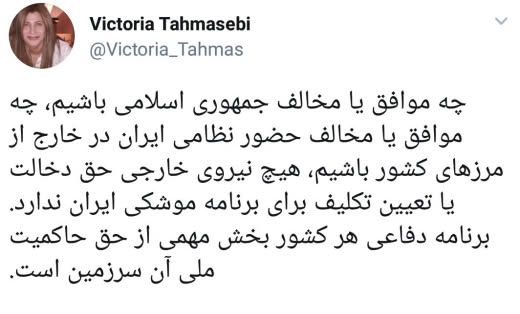 Victoria Tahmasebi
@Victoria_Tahmas
چه موافق یا مخالف جمهوری اسلامی باشیم، چه
موافق یا مخالف حضور نظامی ایران در خارج از
مرزهای کشور باشیم، هیچ نیروی خارجی حق دخالت
یا تعیین تکلیف برای برنامه موشکی ایران ندارد.
برنامه دفاعی هر کشور بخش مهمی از حق حاکمیت
ملی آن سرزمین است.